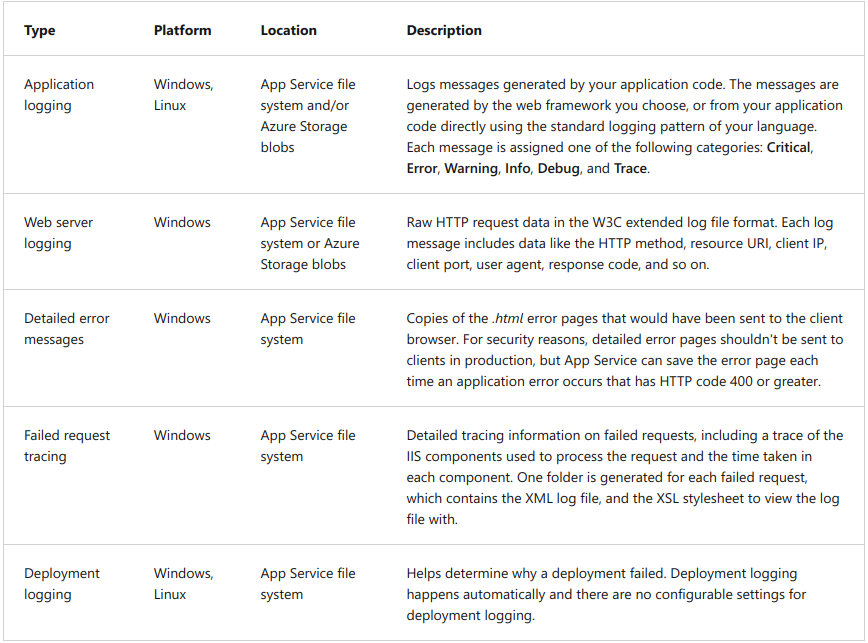 Type Platform Location Description
Application logging
Windows, Linux
App Service file system and/or Azure Storage blobs
Logs messages generated by your application code. The messages are
generated by the web framework you choose, or from your application
code directly using the standard logging pattern of your language.
Each message is assigned one of the following categories: Critical,
Error, Warning, Info, Debug, and Trace.
Web server logging
Windows
App Service file system or Azure Storage blobs
Raw HTTP request data in the W3C extended log file format. Each log
message includes data like the HTTP method, resource URI, client IP,
client port, user agent, response code, and so on.
Detailed error messages
Windows
App Service file system
Copies of the .html error pages that would have been sent to the client
browser. For security reasons, detailed error pages shouldn't be sent to
clients in production, but App Service can save the error page each
time an application error occurs that has HTTP code 400 or greater.
Failed request tracing
Windows
App Service file system
Detailed tracing information on failed requests, including a trace of the
IIS components used to process the request and the time taken in
each component. One folder is generated for each failed request,
which contains the XML log file, and the XSL stylesheet to view the log
file with.
Deployment logging
Windows, Linux
App Service file system
Helps determine why a deployment failed. Deployment logging
happens automatically and there are no configurable settings for
deployment logging.